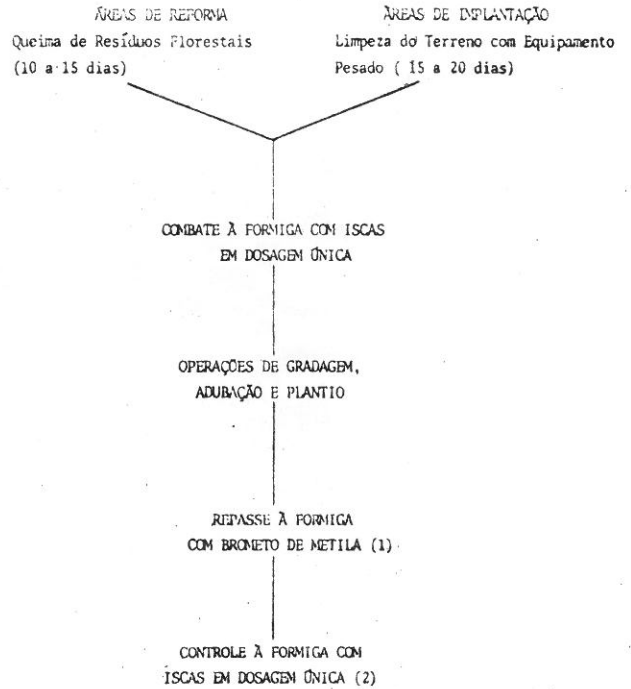 ÁREAS DE REFORMA
Queima de Resíduos Florestais
(10 a 15 dias)
ÁREAS DE IMPLANTAÇÃO
Limpeza do Terreno com Equipamento
Pesado ( 15 a 20 dias)
COMBATE À FORMIGA COM ISCAS
EM DOSAGEM ÚNICA
OPERAÇÕES DE GRADAGEM,
ADUBAÇÃO E PLANTIO
REPASSE À FORMIGA
COM BROMETO DE METILA (1)
CONTROLE À FORMIGA COM
ISCAS EM DOSAGEM ÚNICA (2)